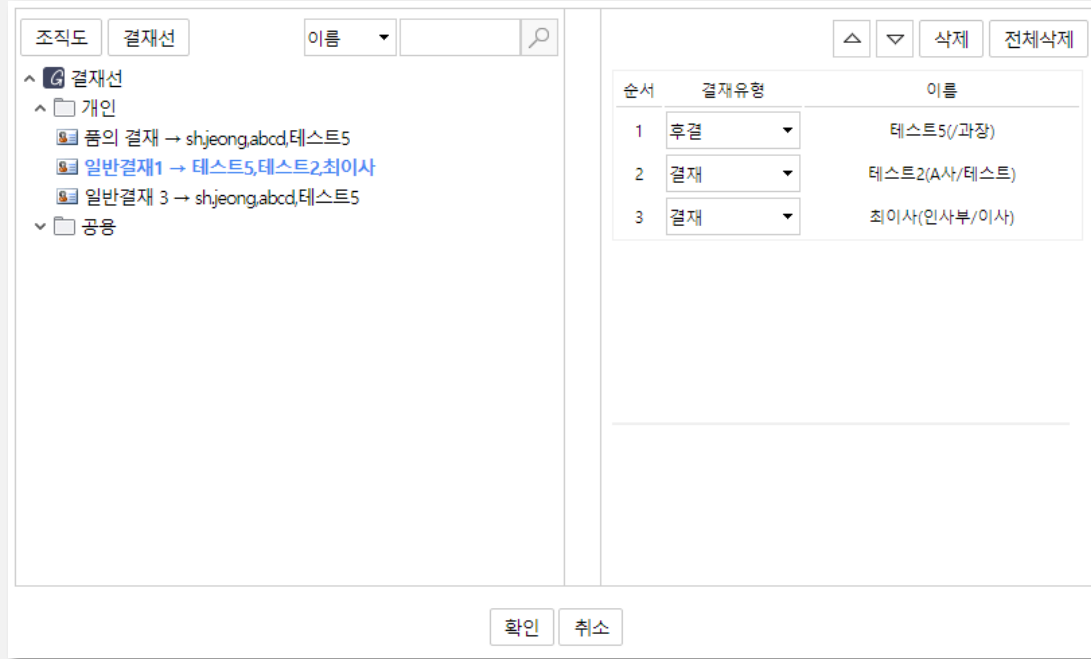 조직도 결재선 이름
결재선
개인
품의 결재 → sh.jeong,abcd,테스트5
일반결재1 → 테스트5,테스트2,최이사
일반결재 3 → sh.jeong,abcd,테스트5
공용
삭제 전체삭제
순서 결재유형 이름
1 후결 테스트5(/과장)
2 결재 테스트2(A사/테스트)
3 결재 최이사(인사부/이사)
확인 취소